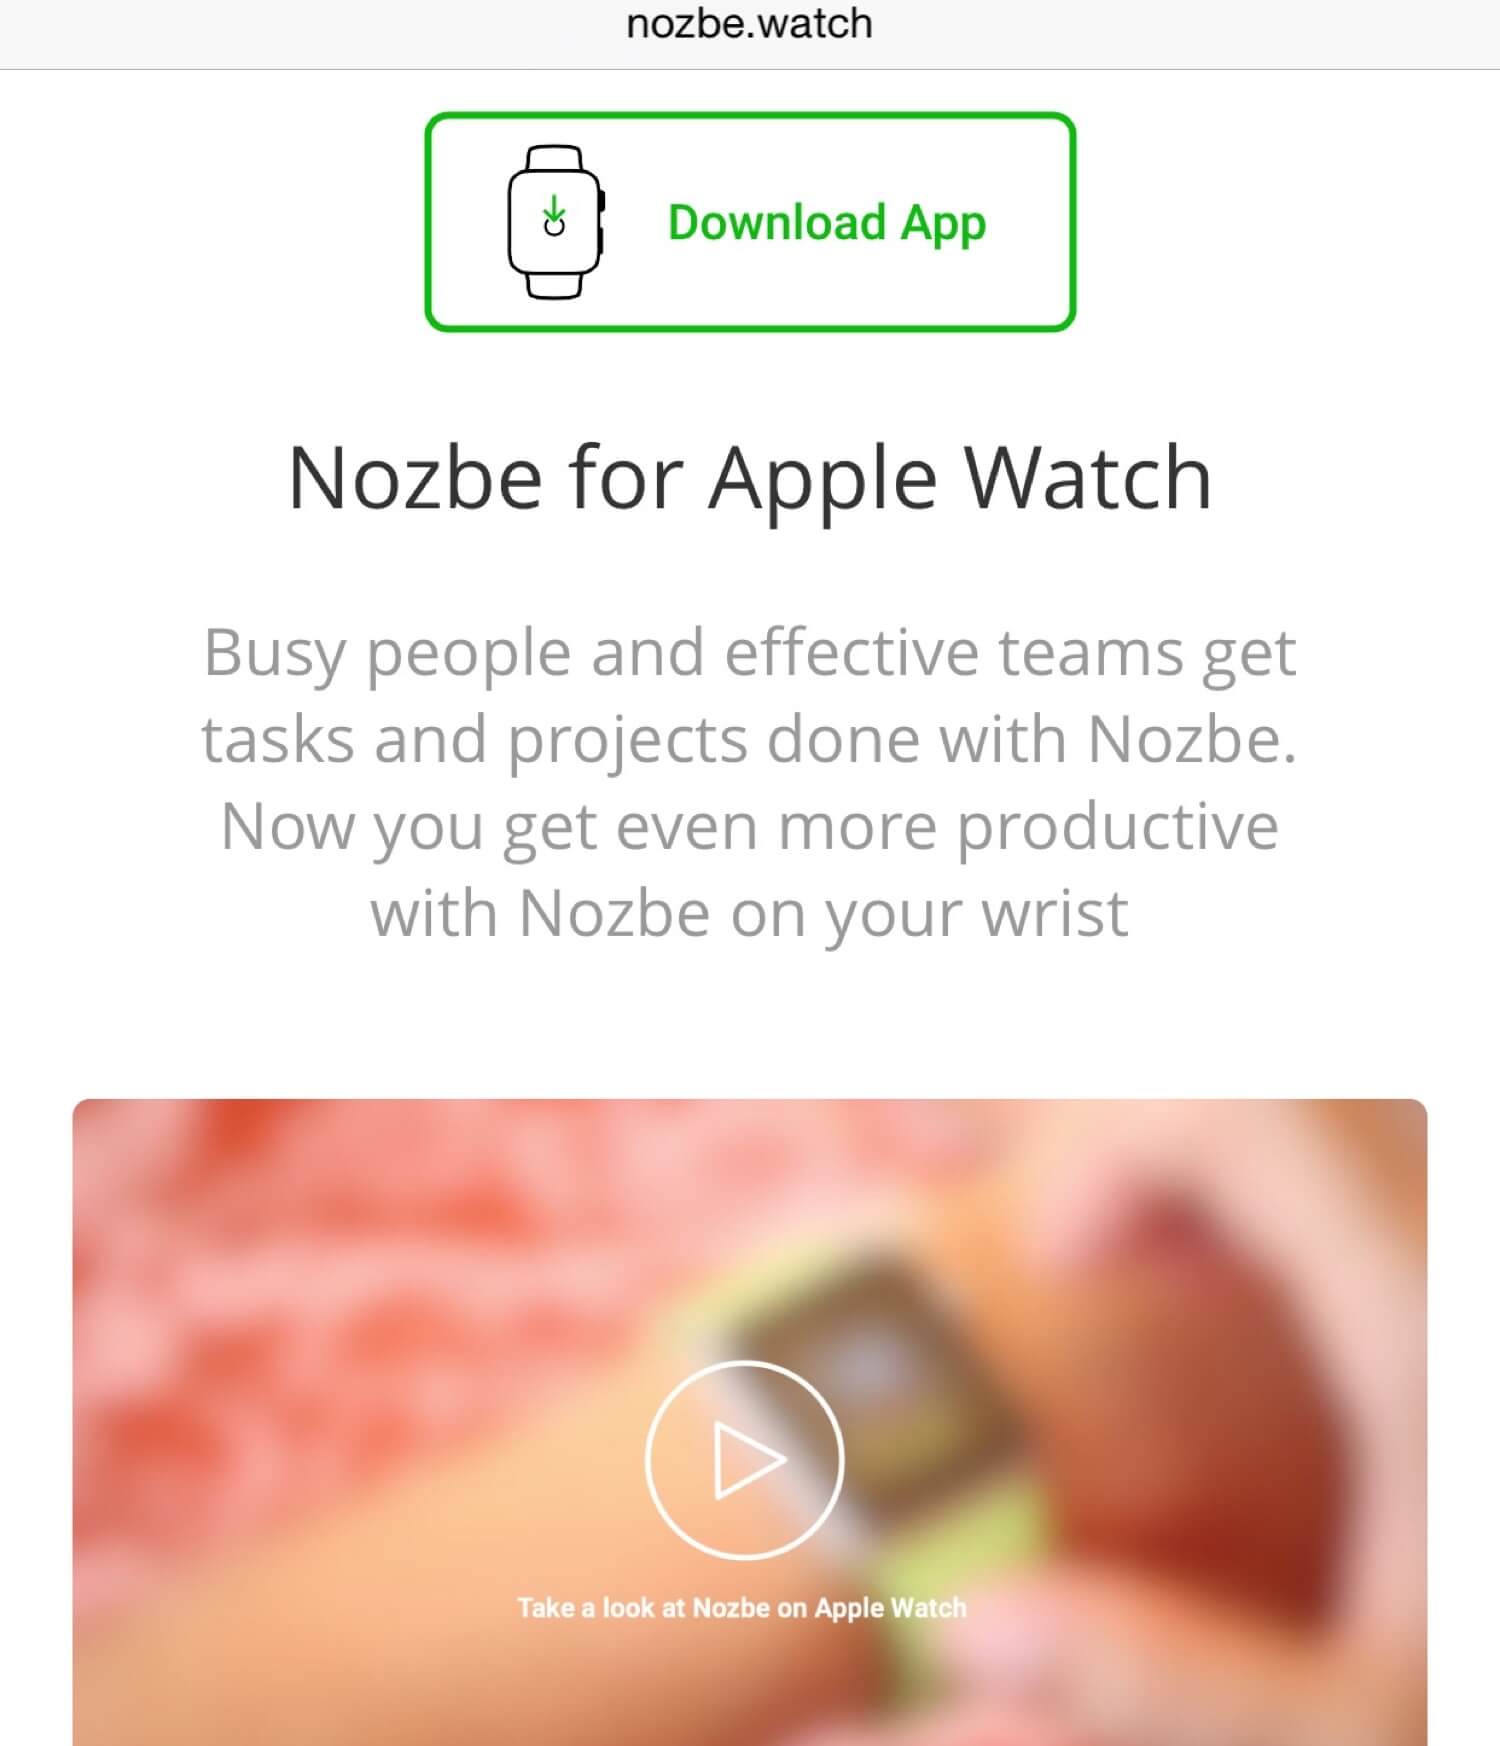 nozbe.watch
Download App
Nozbe for Apple Watch
Busy people and effective teams get
tasks and projects done with Nozbe.
Now you get even more productive
with Nozbe on your wrist
Take a look at Nozbe on Apple Watch